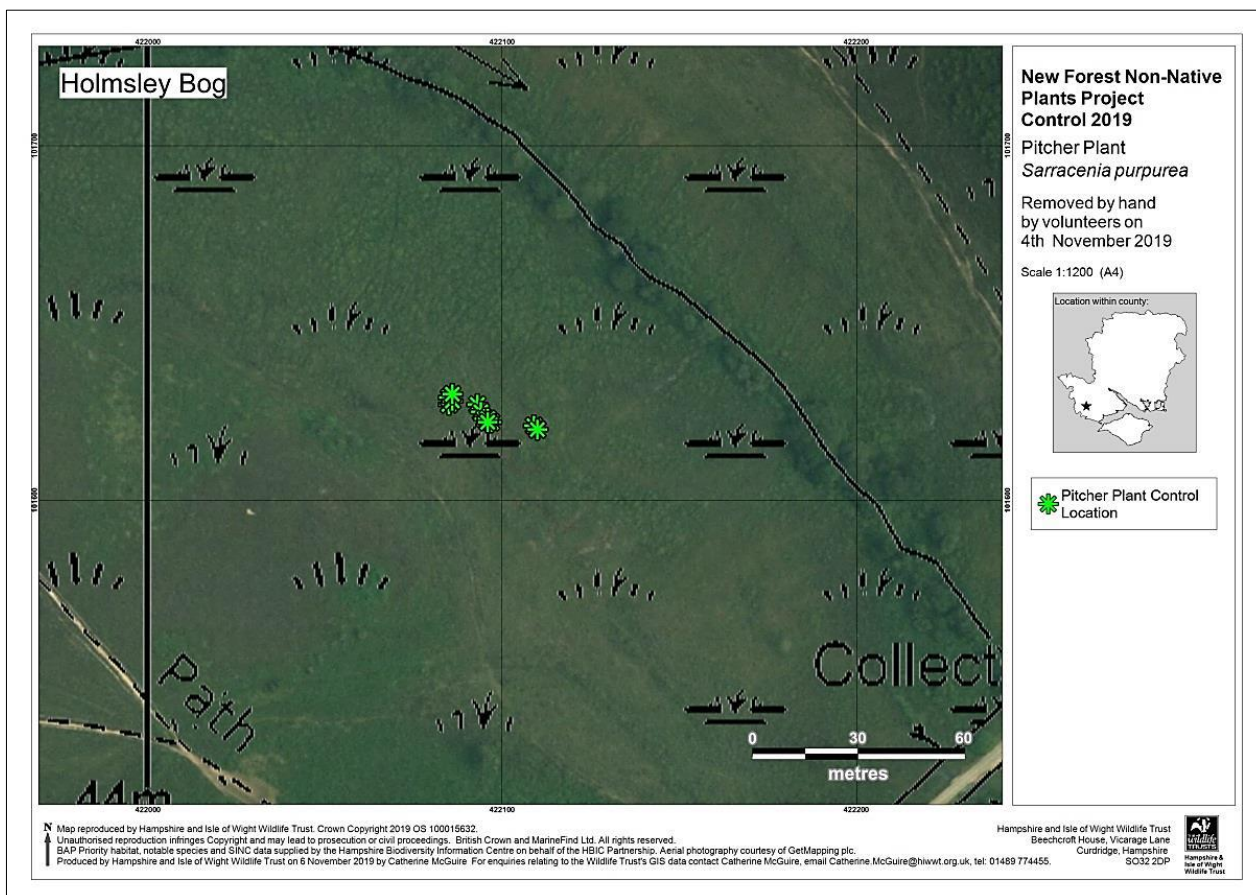 Holmsley Bog
422000
422100
422200
101700
101700
101600
101600
Path
44m
Collect
0 30 60
metres
422000
422100
422200
New Forest Non-Native
Plants Project
Control 2019
Pitcher Plant
Sarracenia purpurea
Removed by hand
by volunteers on
4th November 2019
Scale 1:1200 (A4)
Location within county:
Pitcher Plant Control
Location
N
Map reproduced by Hampshire and Isle of Wight Wildlife Trust. Crown Copyright 2019 OS 100015632.
Unauthorised reproduction infringes Copyright and may lead to prosecution or civil proceedings. British Crown and MarineFind Ltd. All rights reserved.
BAP Priority habitat, notable species and SINC data supplied by the Hampshire Biodiversity Information Centre on behalf of the HBIC Partnership. Aerial photography courtesy of GetMapping plc.
Produced by Hampshire and Isle of Wight Wildlife Trust on 6 November 2019 by Catherine McGuire For enquiries relating to the Wildlife Trust's GIS data contact Catherine McGuire, email Catherine.McGuire@hiwwt.org.uk, tel: 01489 774455.
Hampshire and Isle of Wight Wildlife Trust
Beechcroft House, Vicarage Lane
Curdridge, Hampshire
SO32 2DP
Wildlife
TRUSTS
Hampshire &
Isle of Wight
Wildlife Trust